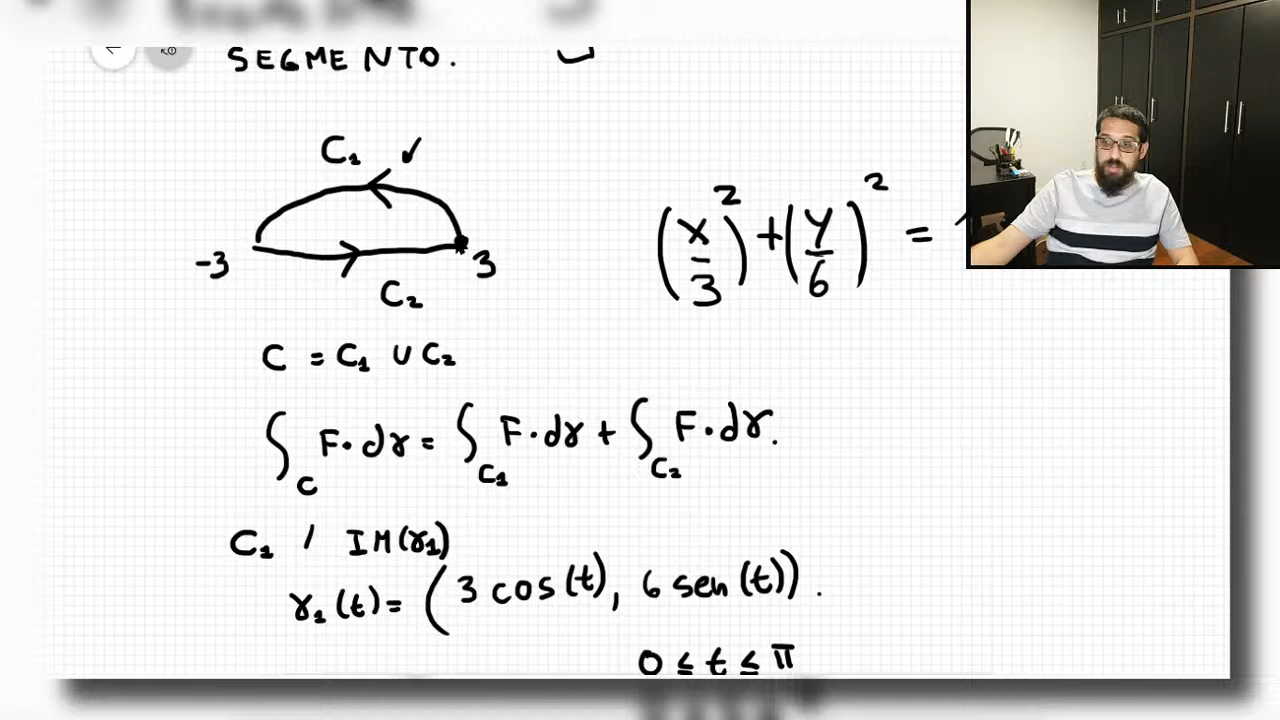 SEGMENTO.
C₁ ✓
-3 3
C₂
(x/3)² + (y/6)² =
C = C₁ ∪ C₂
∫_C F·dγ = ∫_C₁ F·dγ + ∫_C₂ F·dγ.
C₁ / IM(γ₁)
γ₁(t) = (3 cos(t), 6 sen(t)).
0 ≤ t ≤ π